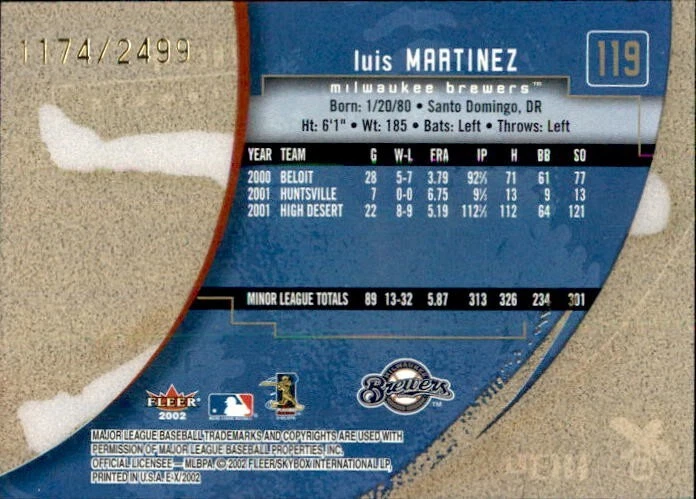 1174/2499
luis MARTINEZ
119
milwaukee brewers™
Born: 1/20/80 • Santo Domingo, DR
Ht: 6'1" • Wt: 185 • Bats: Left • Throws: Left
YEAR TEAM G W-L ERA IP H BB SO
2000 BELOIT 28 5-7 3.79 92⅔ 71 61 77
2001 HUNTSVILLE 7 0-0 6.75 9⅓ 13 9 13
2001 HIGH DESERT 22 8-9 5.19 112⅔ 112 64 121
MINOR LEAGUE TOTALS 89 13-32 5.87 313 326 234 301
FLEER
2002
MILWAUKEE
Brewers
™
MAJOR LEAGUE BASEBALL TRADEMARKS AND COPYRIGHTS ARE USED WITH
PERMISSION OF MAJOR LEAGUE BASEBALL PROPERTIES, INC.
OFFICIAL LICENSEE — MLBPA, © 2002 FLEER/SKYBOX INTERNATIONAL LP,
PRINTED IN U.S.A. E-X/2002